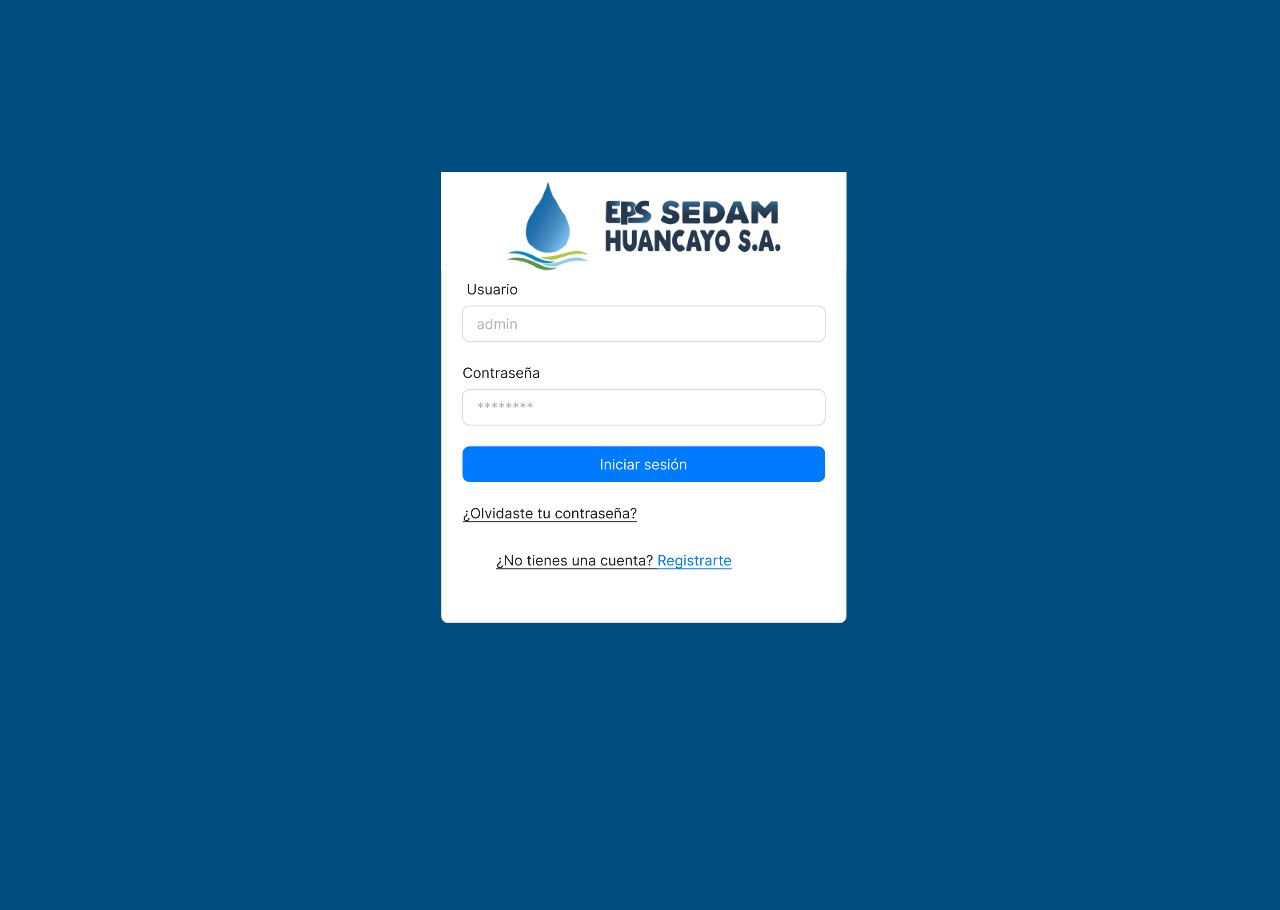 EPS SEDAM
HUANCAYO S.A.
Usuario
admin
Contraseña
********
Iniciar sesión
¿Olvidaste tu contraseña?
¿No tienes una cuenta? Registrarte